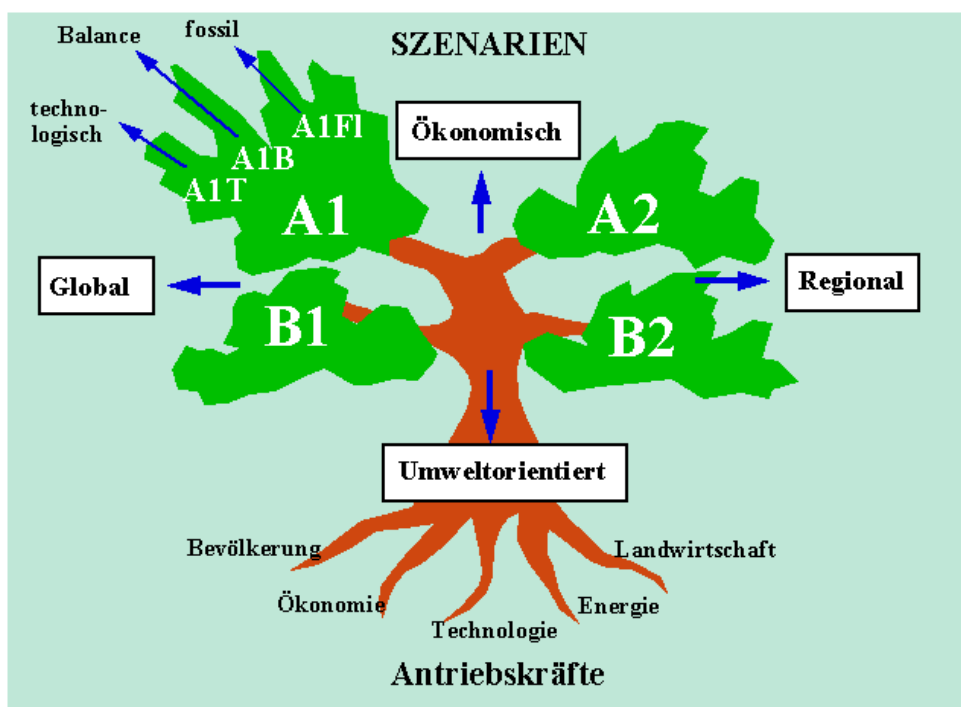 fossil
Balance
SZENARIEN
techno-
logisch
A1FI
Ökonomisch
A1B
A1T
A1
A2
Global
Regional
B1
B2
Umweltorientiert
Bevölkerung
Landwirtschaft
Ökonomie
Energie
Technologie
Antriebskräfte